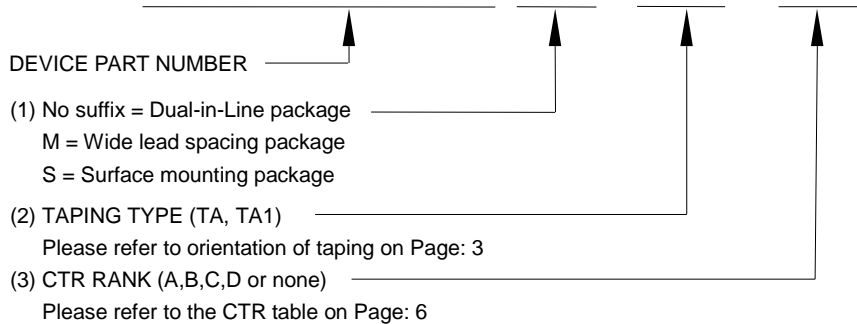 DEVICE PART NUMBER
(1) No suffix = Dual-in-Line package
M = Wide lead spacing package
S = Surface mounting package
(2) TAPING TYPE (TA, TA1)
Please refer to orientation of taping on Page: 3
(3) CTR RANK (A,B,C,D or none)
Please refer to the CTR table on Page: 6